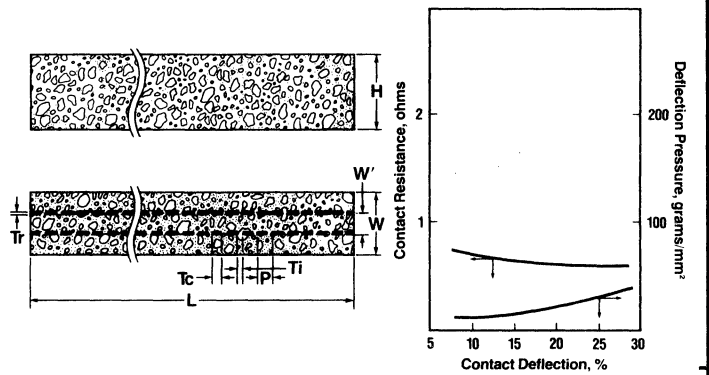 H
W'
W
Tr
Tc
Ti
P
L
Contact Resistance, ohms
2
1
200
100
Deflection Pressure, grams/mm²
5 10 15 20 25 30
Contact Deflection, %